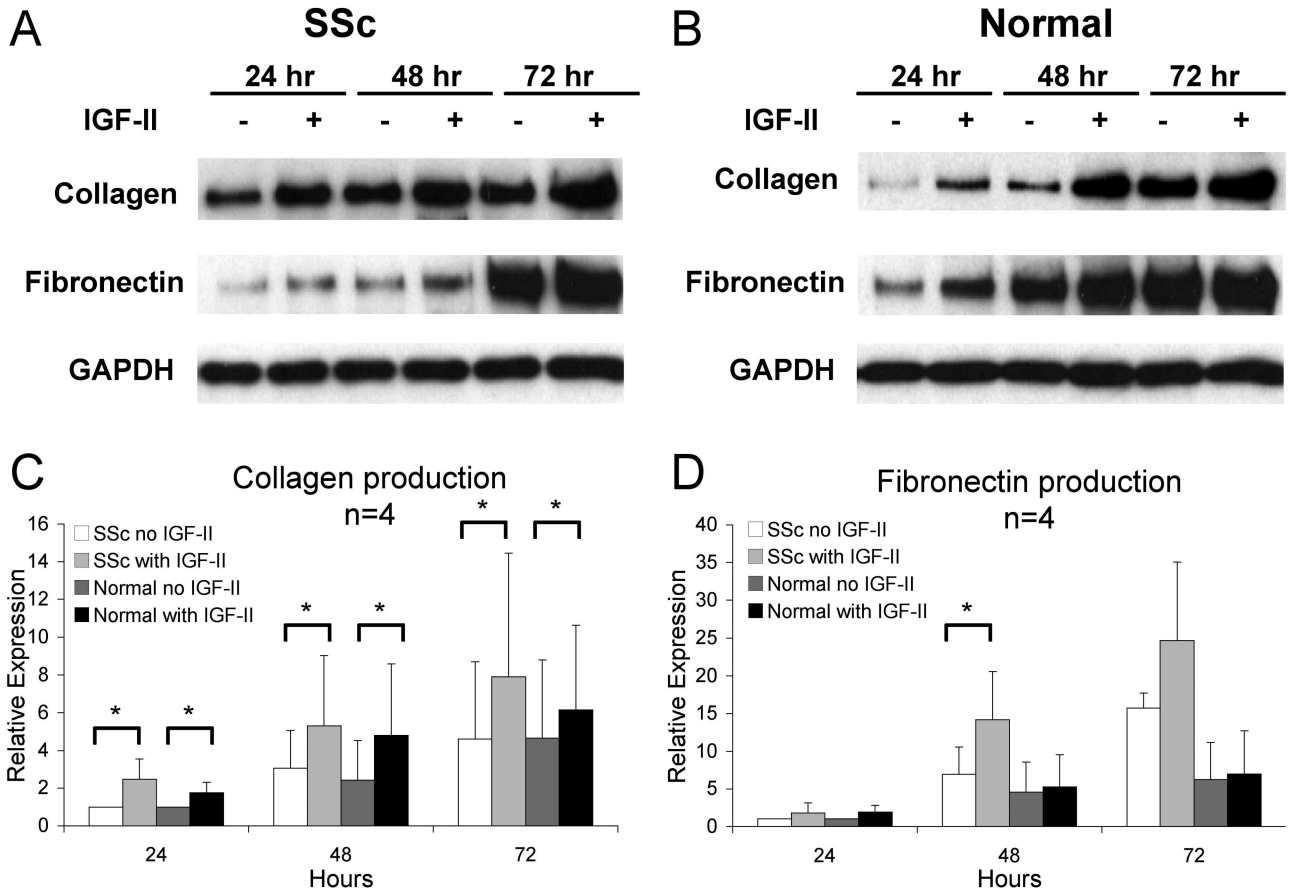 A
SSc
24 hr 48 hr 72 hr
IGF-II - + - + - +
Collagen
Fibronectin
GAPDH
B
Normal
24 hr 48 hr 72 hr
IGF-II - + - + - +
Collagen
Fibronectin
GAPDH
C
Collagen production
n=4
Relative Expression
16
14
12
10
8
6
4
2
0
SSc no IGF-II
SSc with IGF-II
Normal no IGF-II
Normal with IGF-II
* * * * * *
24 48 72
Hours
D
Fibronectin production
n=4
Relative Expression
40
35
30
25
20
15
10
5
0
SSc no IGF-II
SSc with IGF-II
Normal no IGF-II
Normal with IGF-II
*
24 48 72
Hours